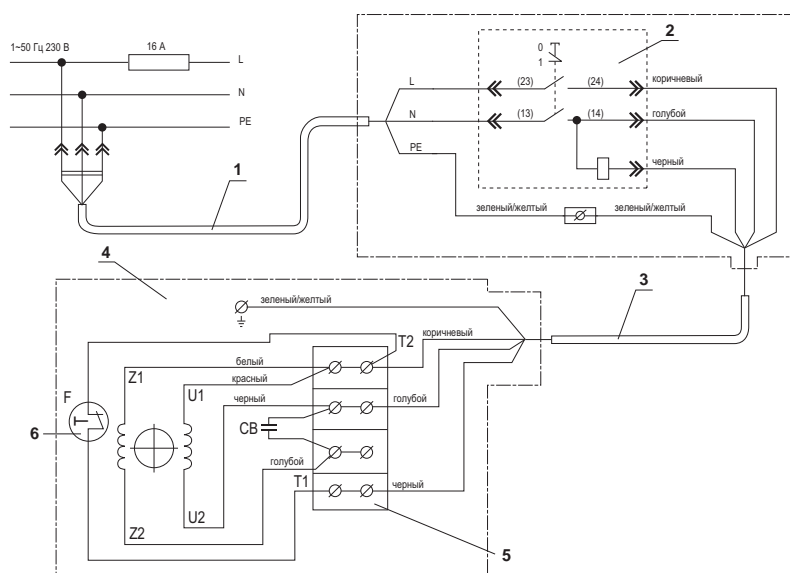 1~50 Гц 230 В
16 А
L
N
PE
1
2
0
1
L
(23)
(24)
коричневый
N
(13)
(14)
голубой
PE
черный
зеленый/желтый
зеленый/желтый
3
4
зеленый/желтый
T2
коричневый
белый
Z1
красный
U1
черный
голубой
F
6
CB
голубой
T1
черный
U2
Z2
5